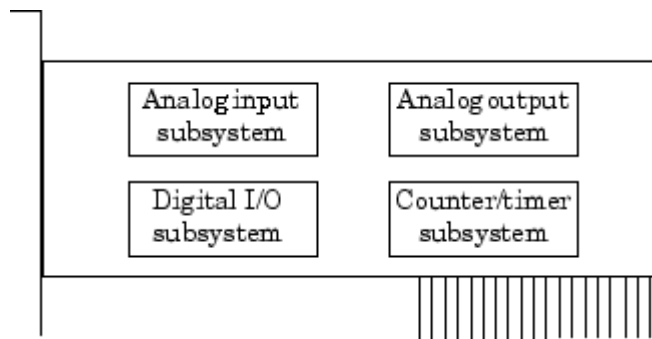 Analog input
subsystem
Analog output
subsystem
Digital I/O
subsystem
Counter/timer
subsystem